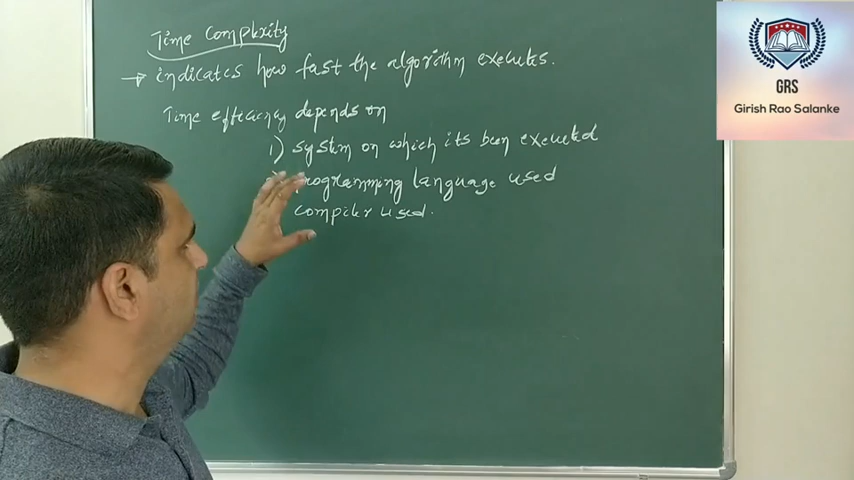 Time Complexity
→ indicates how fast the algorithm executes.
Time efficiency depends on
1) system on which its been executed
programming language used
compiler used.
GRS
Girish Rao Salanke